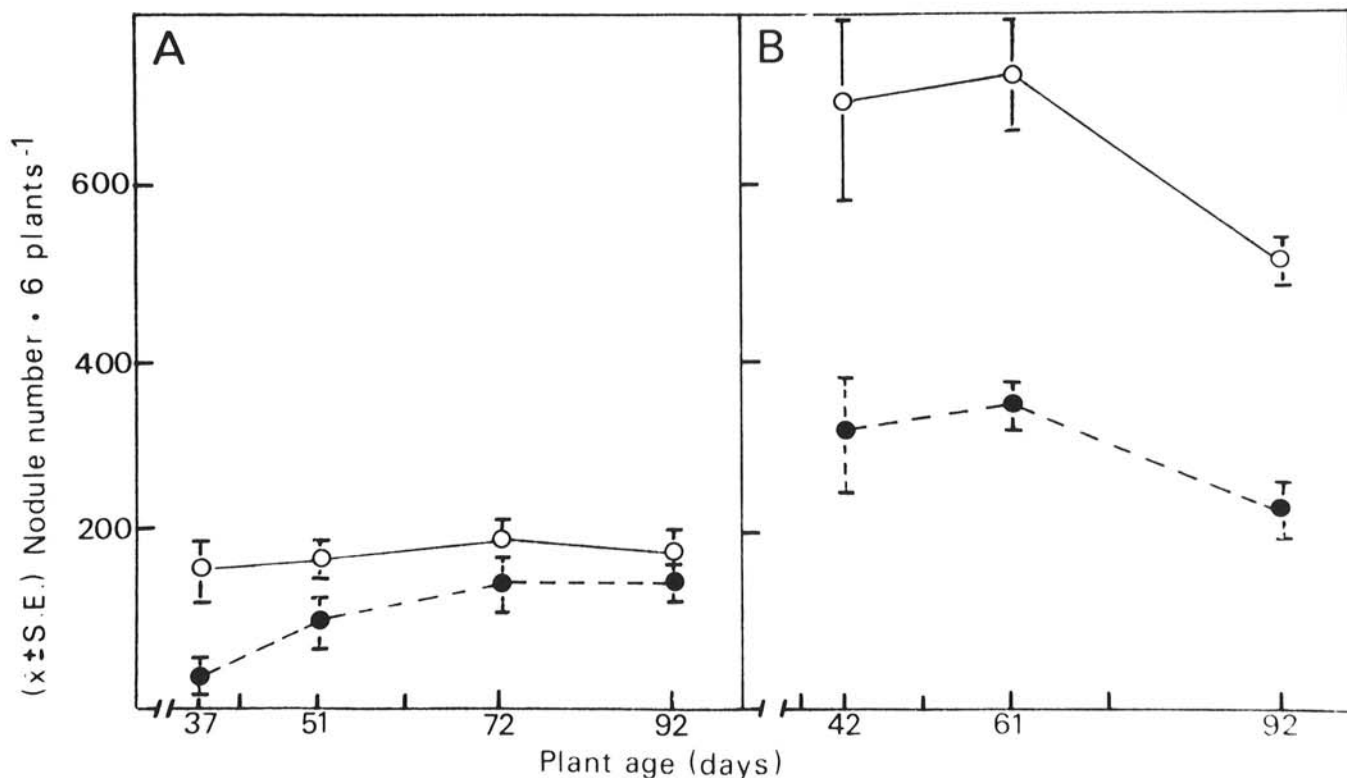 A
B
(x̄ ± S.E.) Nodule number • 6 plants⁻¹
600
400
200
37 51 72 92 42 61 92
Plant age (days)